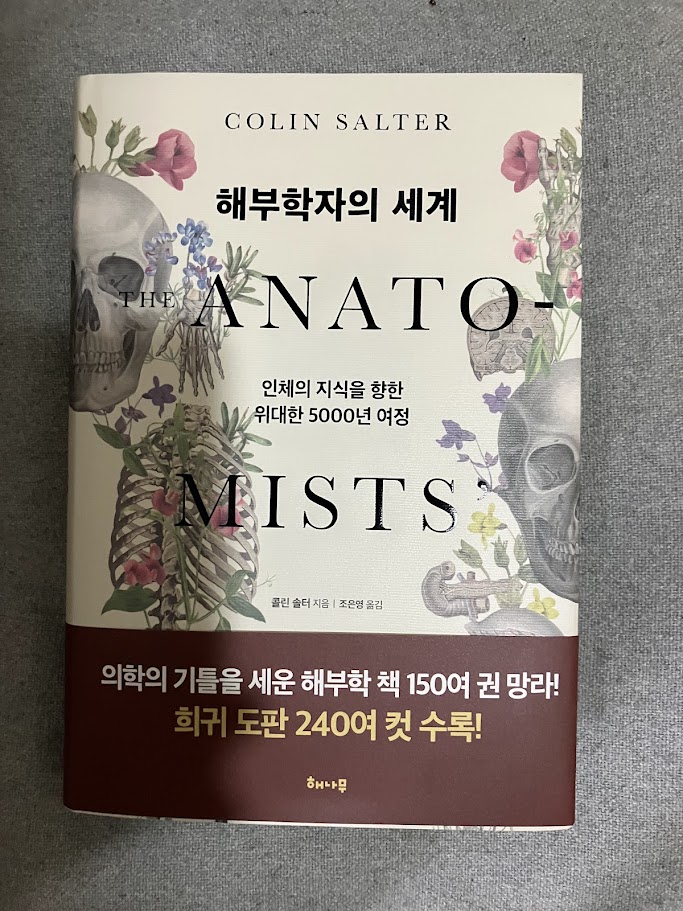 COLIN SALTER
해부학자의 세계
THE ANATO-
인체의 지식을 향한
위대한 5000년 여정
MISTS'
콜린 솔터 지음 | 조은영 옮김
의학의 기틀을 세운 해부학 책 150여 권 망라!
희귀 도판 240여 컷 수록!
해나무